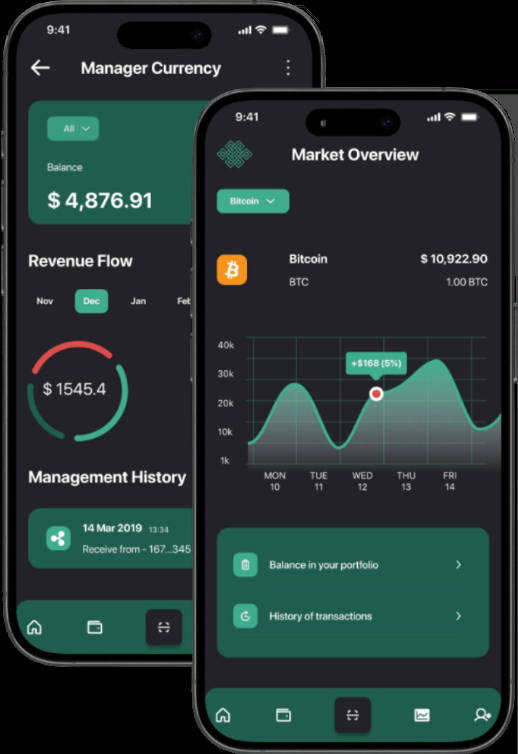 9:41
Manager Currency
All
Balance
$ 4,876.91
Revenue Flow
Nov
Dec
Jan
$ 1545.4
Management History
14 Mar 2019 13:34
Receive from - 167...345
9:41
Market Overview
Bitcoin
Bitcoin $ 10,922.90
BTC 1.00 BTC
40k
30k
20k
10k
1k
+$168 (5%)
MON TUE WED THU FRI
10 11 12 13 14
Balance in your portfolio
History of transactions